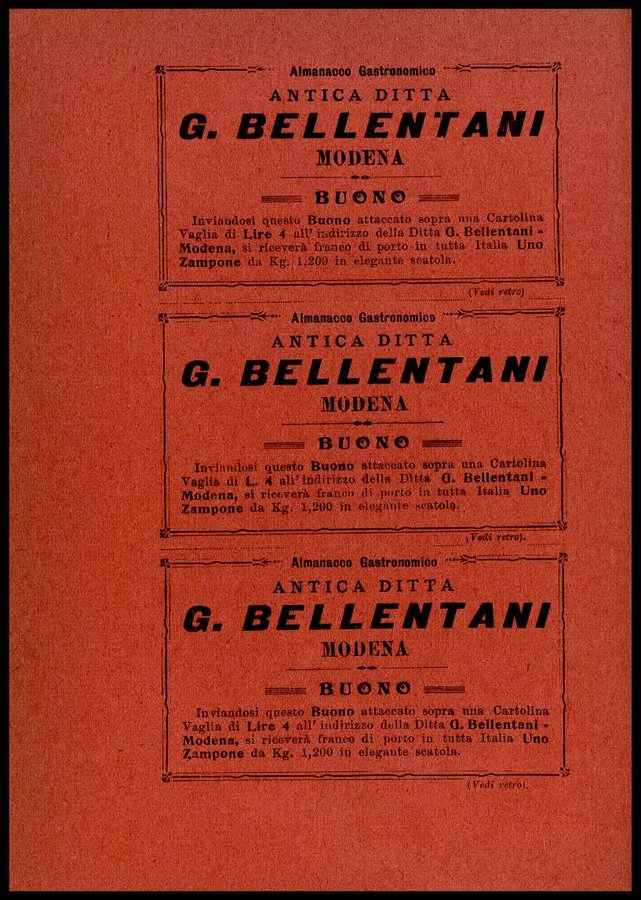 Almanacco Gastronomico
ANTICA DITTA
G. BELLENTANI
MODENA
BUONO
Inviandosi questo Buono attaccato sopra una Cartolina
Vaglia di Lire 4 all'indirizzo della Ditta G. Bellentani -
Modena, si riceverà franco di porto in tutta Italia Uno
Zampone da Kg. 1,200 in elegante scatola.
(Vedi retro)
Almanacco Gastronomico
ANTICA DITTA
G. BELLENTANI
MODENA
BUONO
Inviandosi questo Buono attaccato sopra una Cartolina
Vaglia di L. 4 all'indirizzo della Ditta G. Bellentani -
Modena, si riceverà franco di porto in tutta Italia Uno
Zampone da Kg. 1,200 in elegante scatola.
(Vedi retro).
Almanacco Gastronomico
ANTICA DITTA
G. BELLENTANI
MODENA
BUONO
Inviandosi questo Buono attaccato sopra una Cartolina
Vaglia di Lire 4 all'indirizzo della Ditta G. Bellentani -
Modena, si riceverà franco di porto in tutta Italia Uno
Zampone da Kg. 1,200 in elegante scatola.
(Vedi retro).